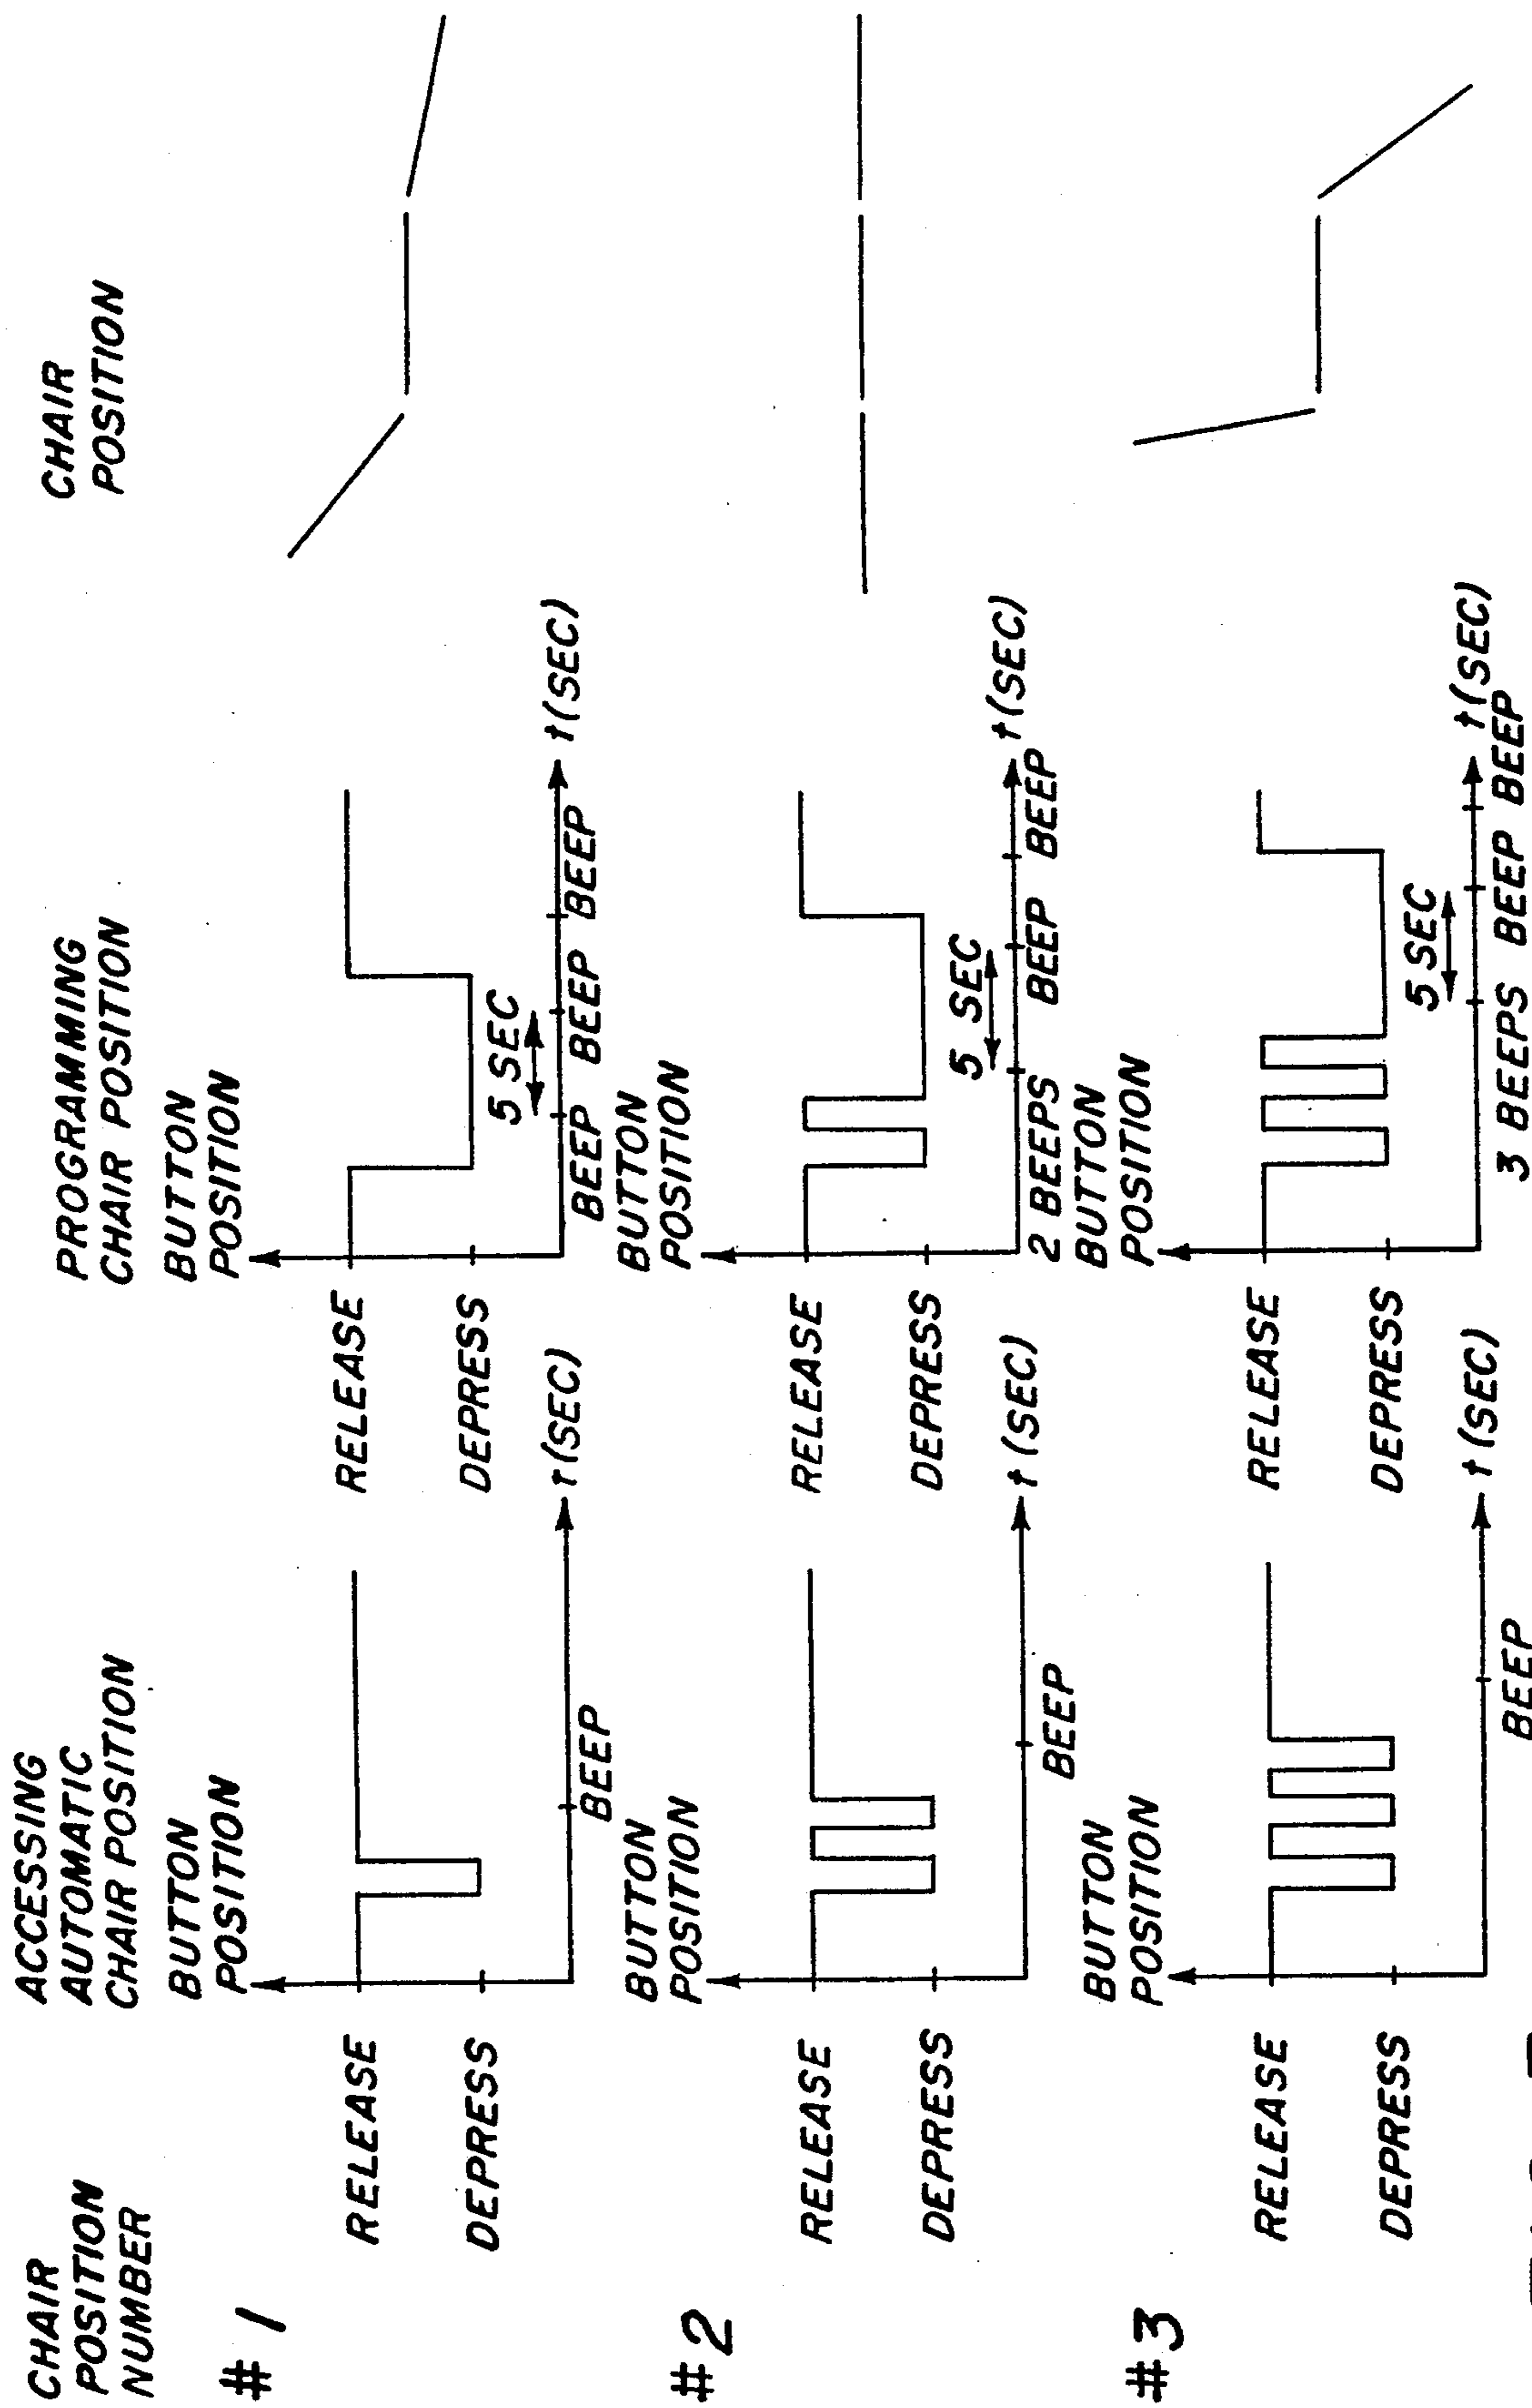 CHAIR
POSITION
NUMBER
ACCESSING
AUTOMATIC
CHAIR POSITION
PROGRAMMING
CHAIR POSITION
CHAIR
POSITION
#1
BUTTON
POSITION
RELEASE
DEPRESS
BEEP
t(SEC)
BUTTON
POSITION
RELEASE
DEPRESS
5 SEC
BEEP BEEP BEEP
t(SEC)
#2
BUTTON
POSITION
RELEASE
DEPRESS
BEEP
t(SEC)
BUTTON
POSITION
RELEASE
DEPRESS
5 SEC
2 BEEPS BEEP BEEP
t(SEC)
#3
BUTTON
POSITION
RELEASE
DEPRESS
BEEP
t(SEC)
BUTTON
POSITION
RELEASE
DEPRESS
5 SEC
3 BEEPS BEEP BEEP
t(SEC)